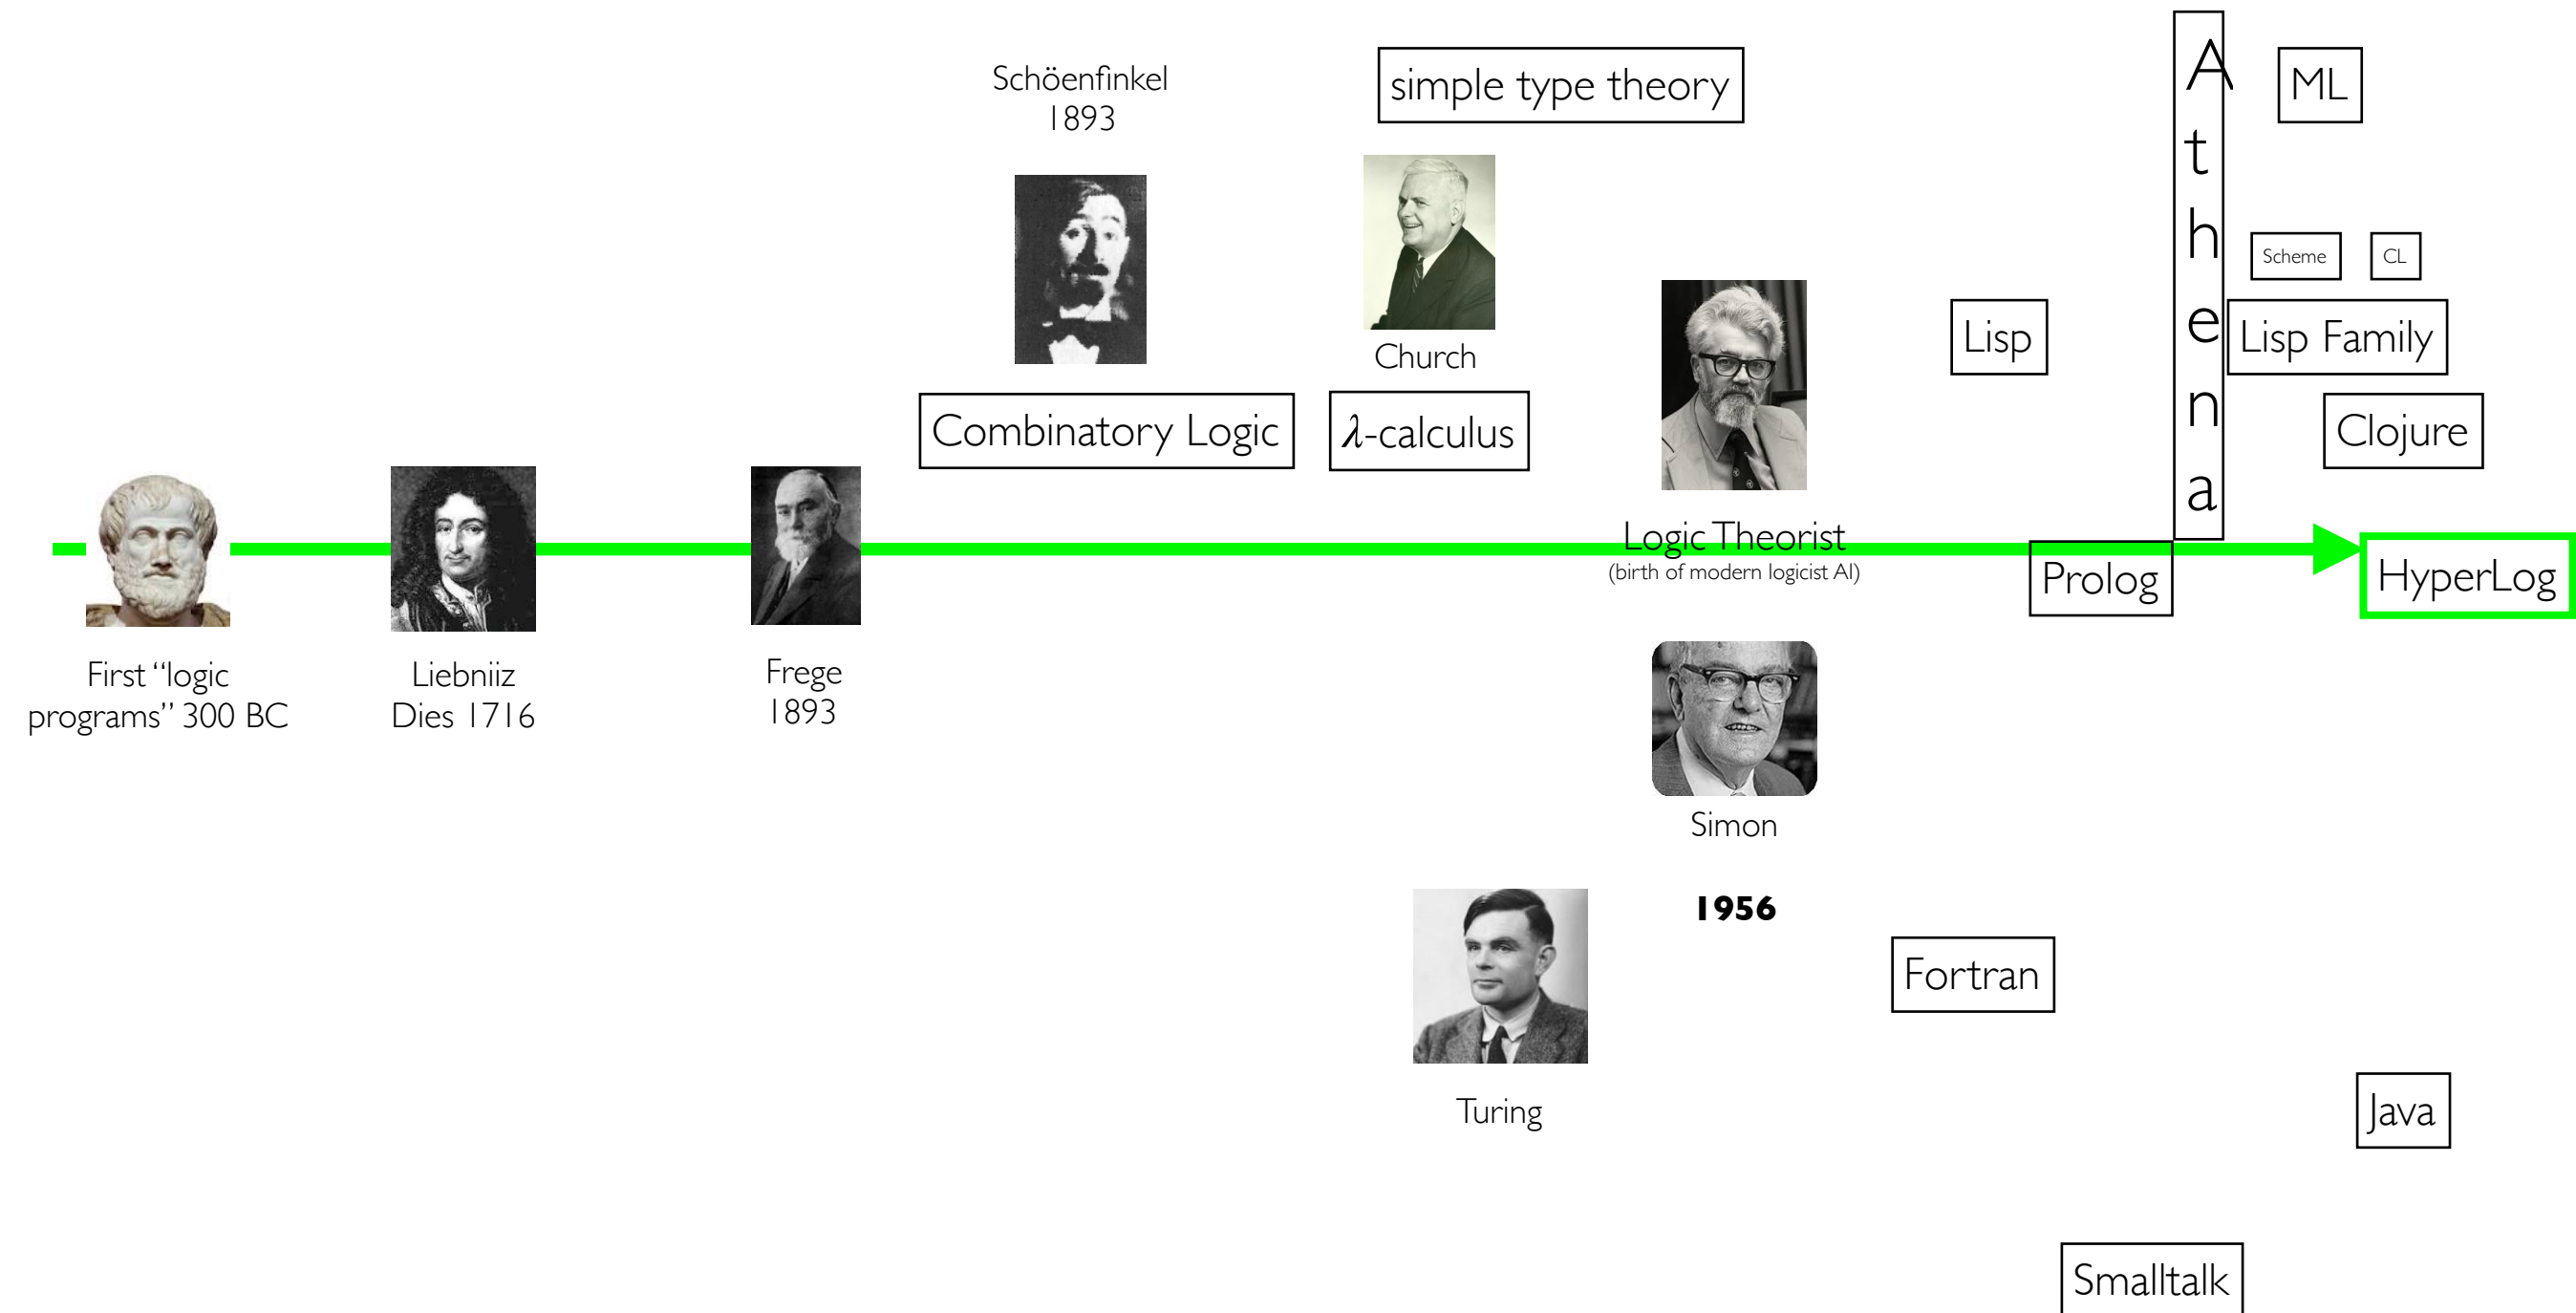 Schöenfinkel
1893
simple type theory
Athena
ML
Scheme
CL
Church
Lisp
Lisp Family
Combinatory Logic
λ-calculus
Clojure
Logic Theorist
(birth of modern logicist AI)
Prolog
HyperLog
First “logic
programs” 300 BC
Liebniiz
Dies 1716
Frege
1893
Simon
1956
Fortran
Turing
Java
Smalltalk